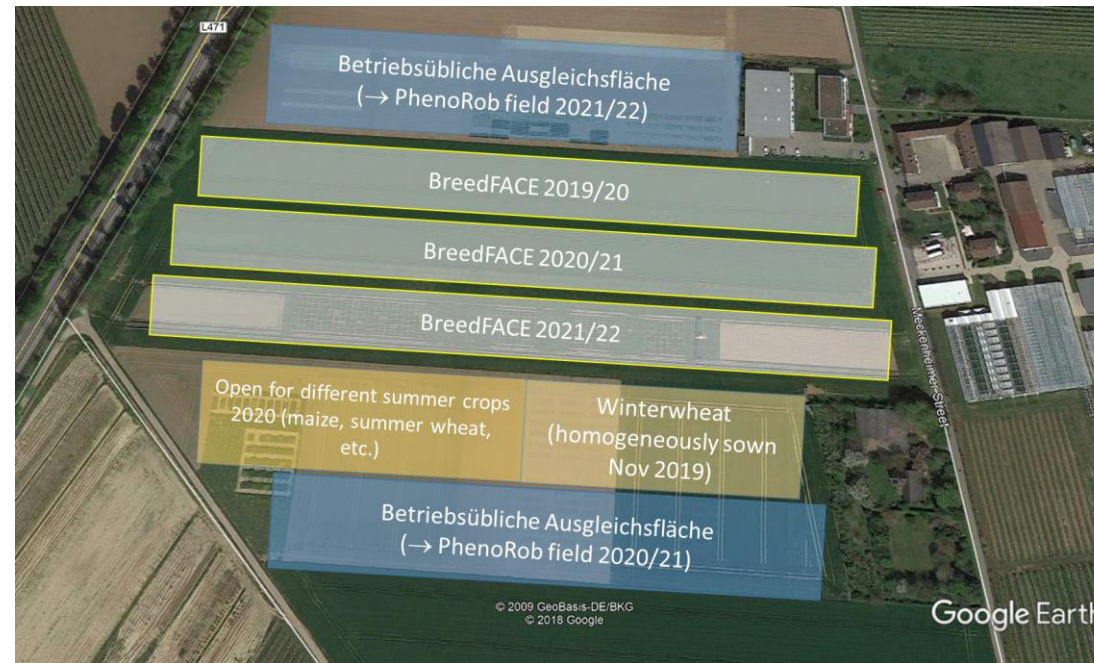 L471
Betriebsübliche Ausgleichsfläche
(→ PhenoRob field 2021/22)
BreedFACE 2019/20
BreedFACE 2020/21
BreedFACE 2021/22
Meckenheimer Street
Open for different summer crops
2020 (maize, summer wheat,
etc.)
Winterwheat
(homogeneously sown
Nov 2019)
Betriebsübliche Ausgleichsfläche
(→ PhenoRob field 2020/21)
© 2009 GeoBasis-DE/BKG
© 2018 Google
Google Earth